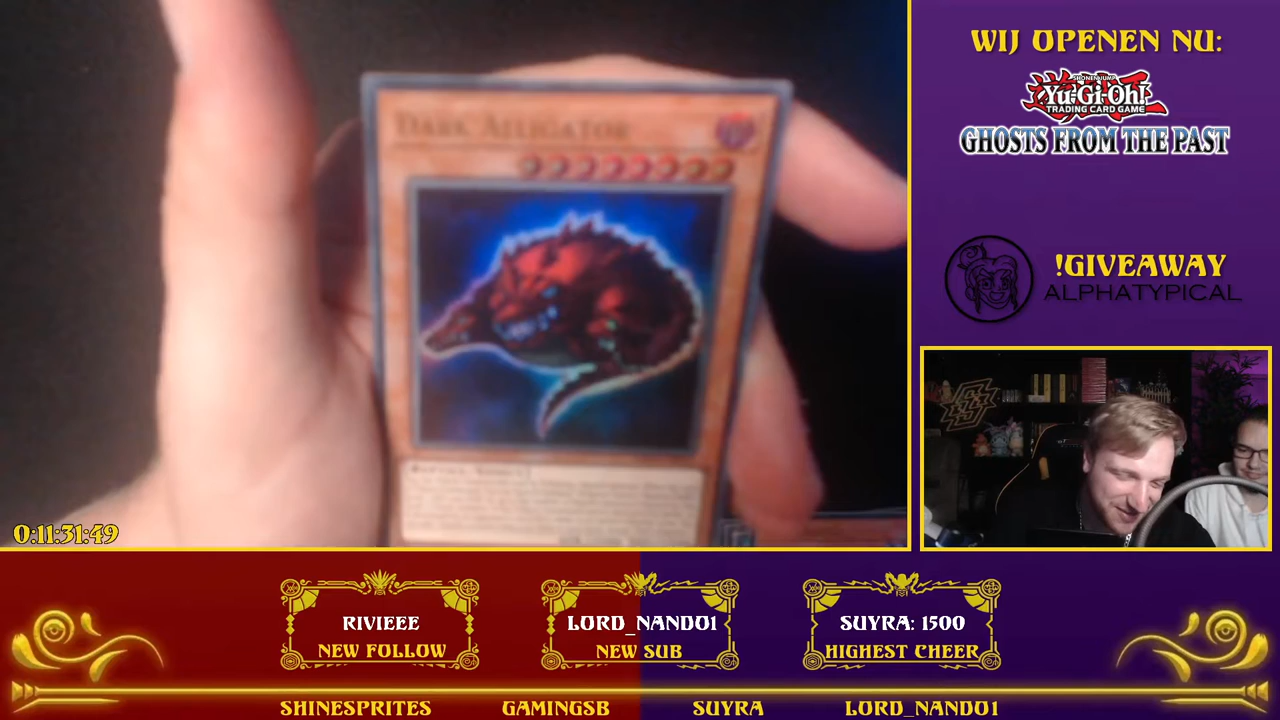 Dark Alligator
0:11:31:49
WIJ OPENEN NU:
SHONEN JUMP
Yu-Gi-Oh!
TRADING CARD GAME
GHOSTS FROM THE PAST
!GIVEAWAY
ALPHATYPICAL
RIVIEEE
NEW FOLLOW
LORD_NANDO1
NEW SUB
SUYRA: 1500
HIGHEST CHEER
SHINESPRITES
GAMINGSB
SUYRA
LORD_NANDO1